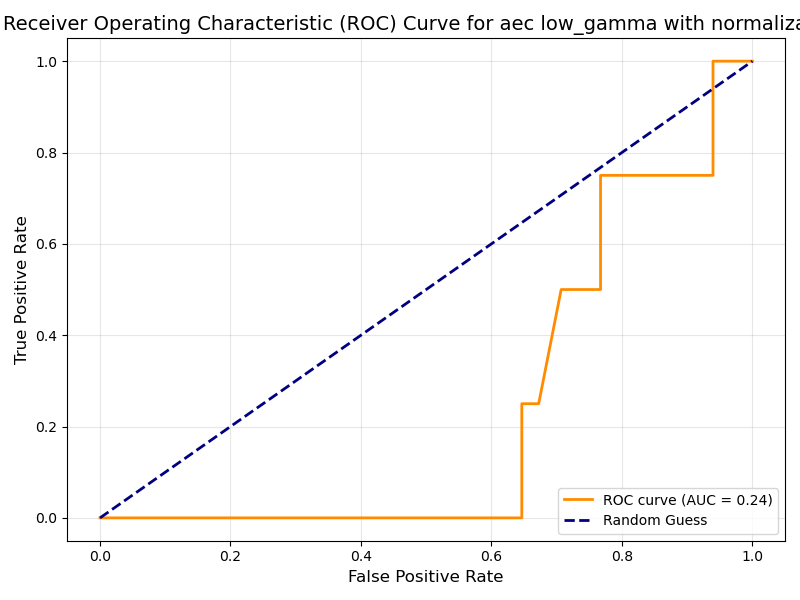 Receiver Operating Characteristic (ROC) Curve for aec low_gamma with normaliza
1.0
0.8
0.6
0.4
0.2
0.0
True Positive Rate
ROC curve (AUC = 0.24)
Random Guess
0.0 0.2 0.4 0.6 0.8 1.0
False Positive Rate